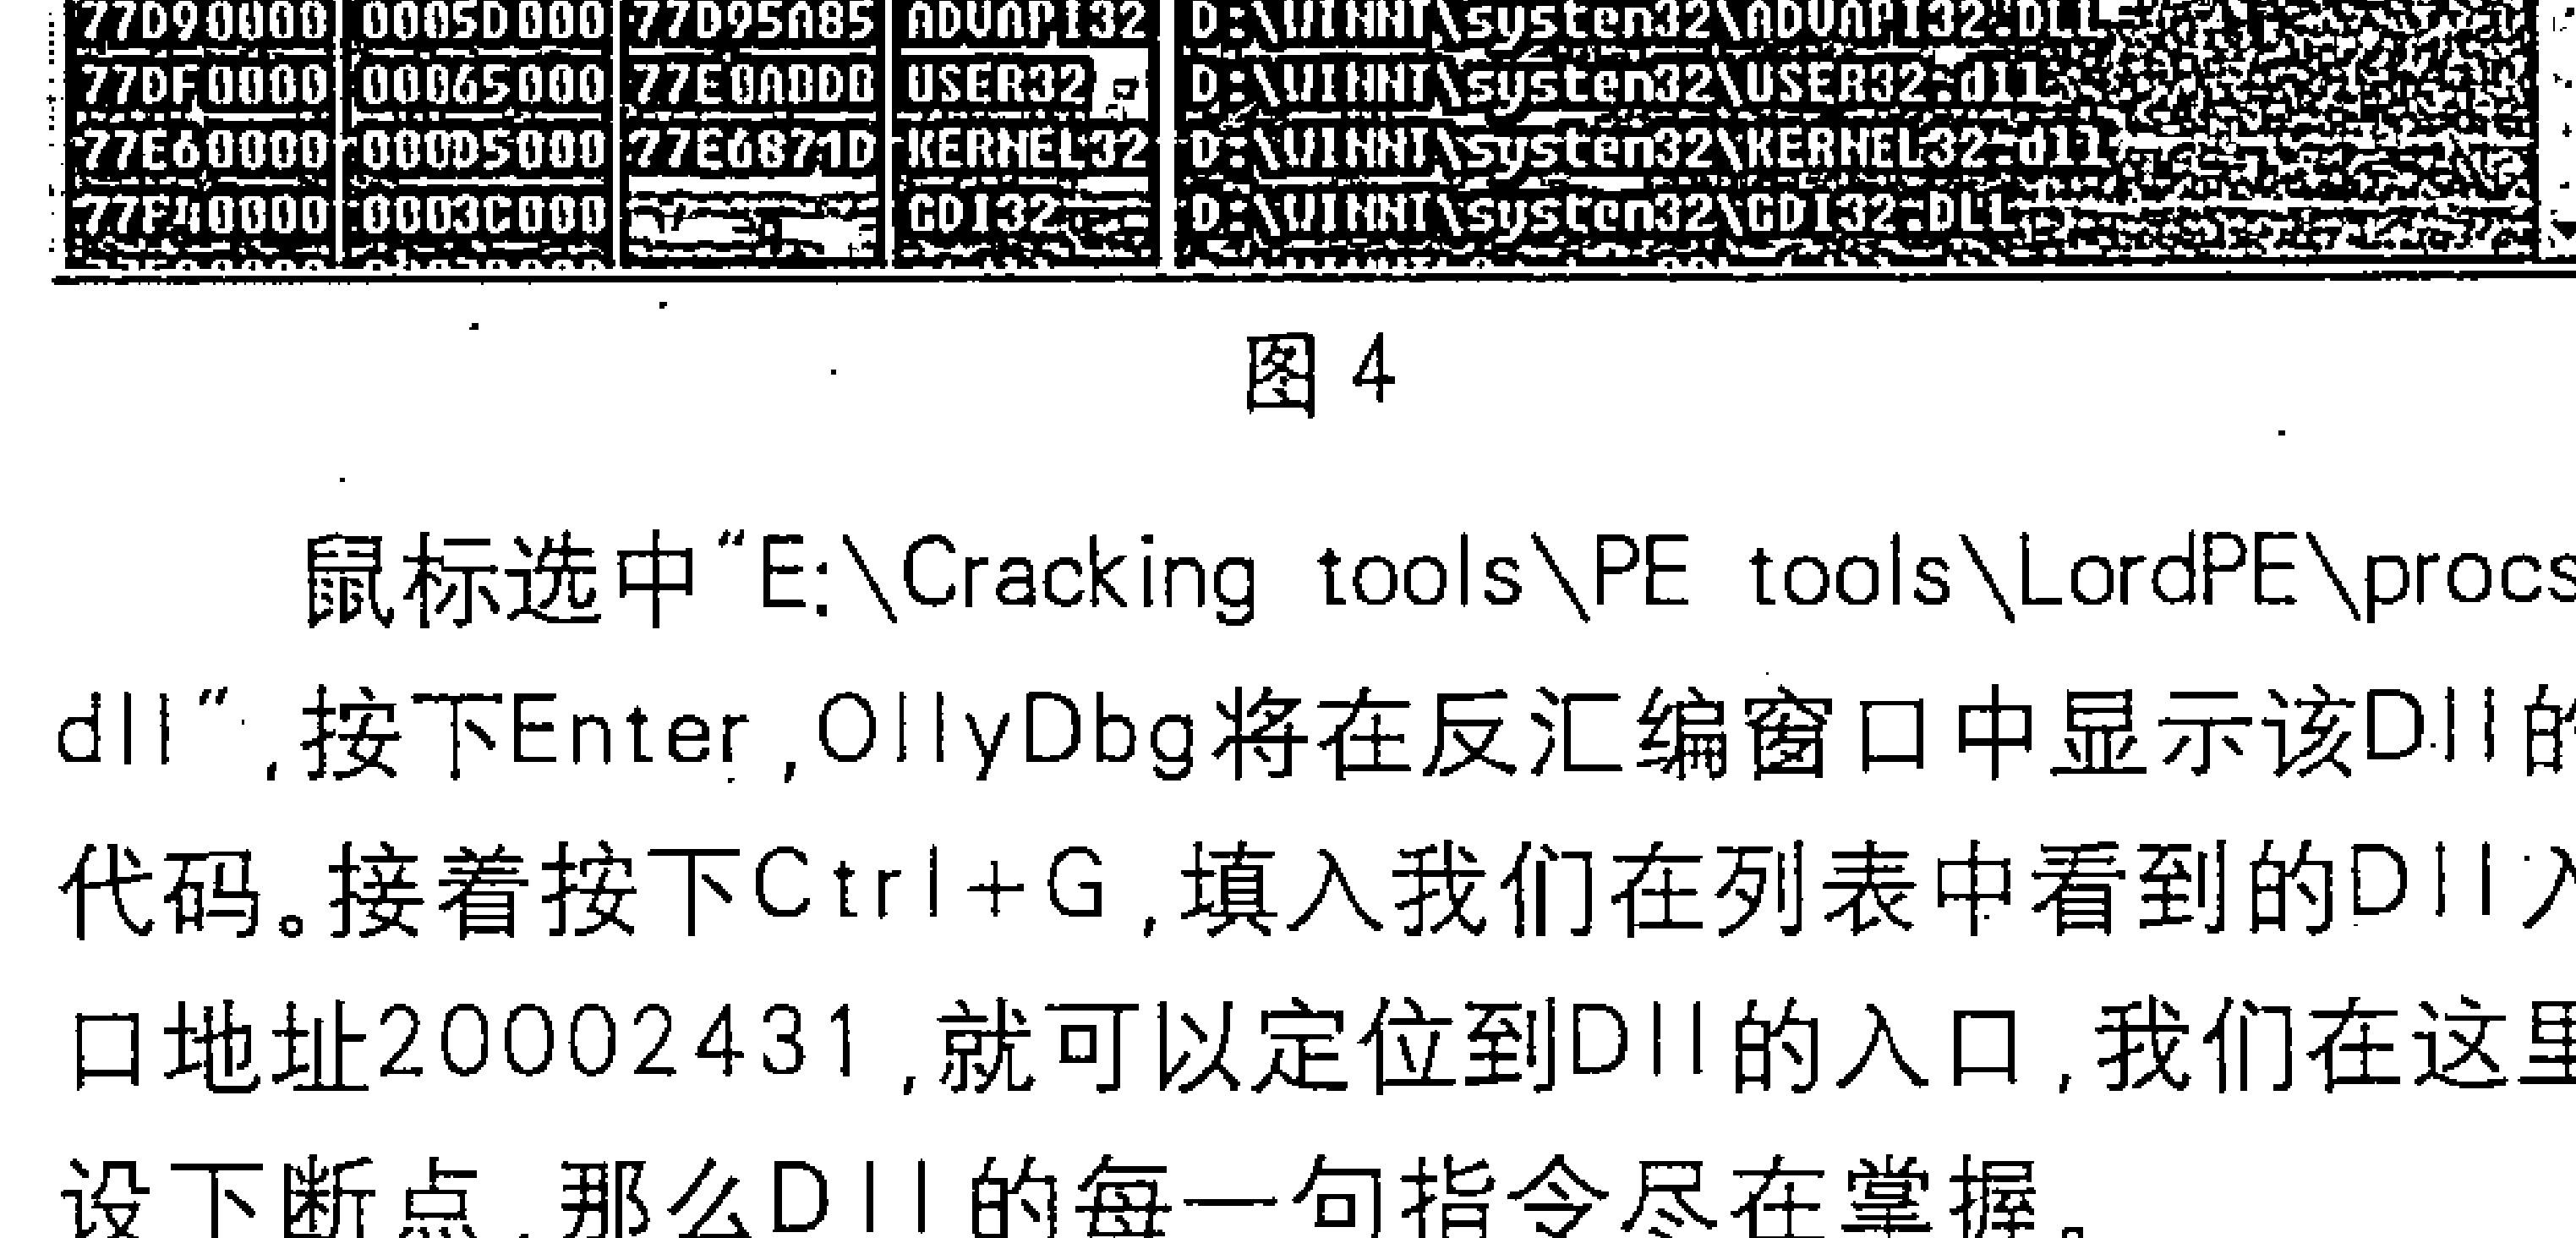 77D90000 0005D000 77D95A85 ADVAPI32 D:\WINNT\system32\ADVAPI32.DLL
77DF0000 00065000 USER32 D:\WINNT\system32\USER32.dll
77E60000 000D5000 77E6871D KERNEL32 D:\WINNT\system32\KERNEL32.dll
77F40000 0003C000 GDI32 D:\WINNT\system32\GDI32.DLL
图 4
鼠标选中“E:\Cracking tools\PE tools\LordPE\procs
dll”,按下Enter,OllyDbg将在反汇编窗口中显示该Dll的
代码。接着按下Ctrl+G,填入我们在列表中看到的Dll入
口地址20002431,就可以定位到Dll的入口,我们在这里
设下断点,那么Dll的每一句指令尽在掌握。